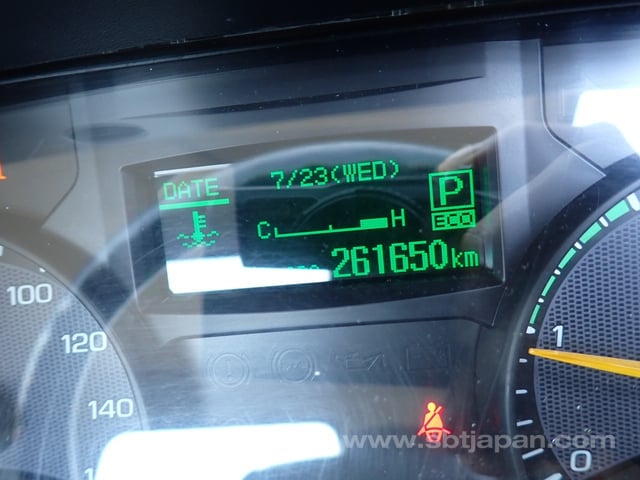 7/23(WED)
DATE
P
C H
ECO
261650km
100
120
140
1
0
www.sbtjapan.com